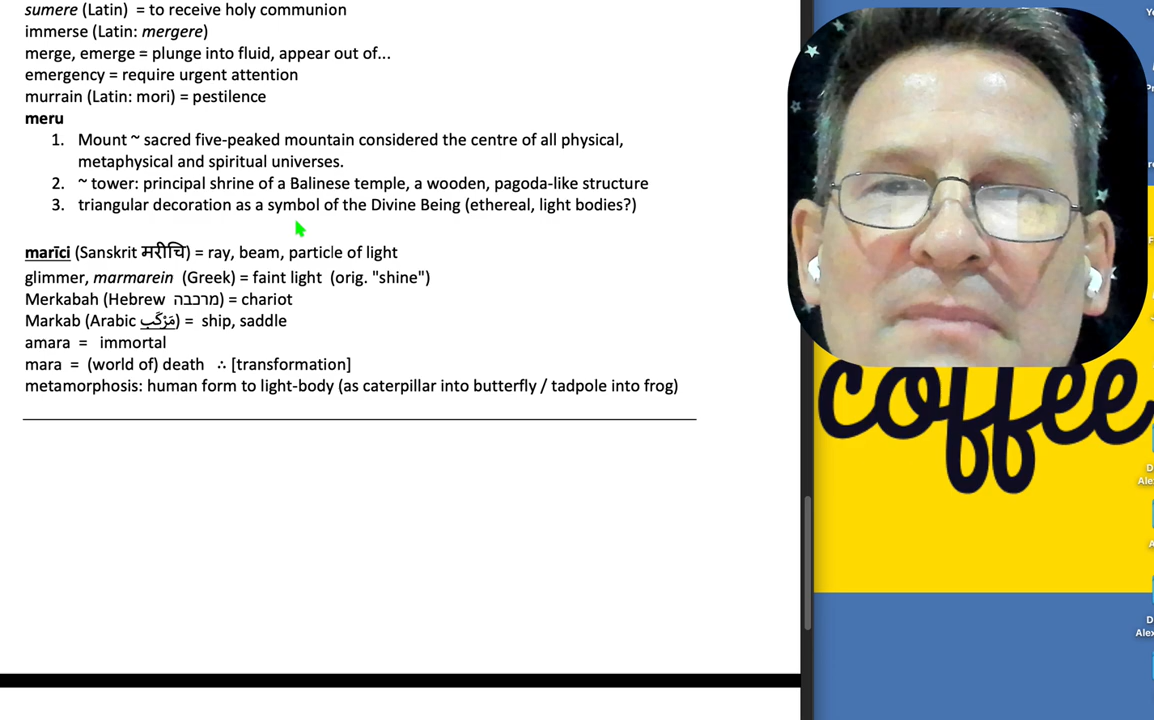 sumere (Latin) = to receive holy communion
immerse (Latin: mergere)
merge, emerge = plunge into fluid, appear out of...
emergency = require urgent attention
murrain (Latin: mori) = pestilence
meru
1. Mount ~ sacred five-peaked mountain considered the centre of all physical,
metaphysical and spiritual universes.
2. ~ tower: principal shrine of a Balinese temple, a wooden, pagoda-like structure
3. triangular decoration as a symbol of the Divine Being (ethereal, light bodies?)
marīci (Sanskrit मरीचि) = ray, beam, particle of light
glimmer, marmarein (Greek) = faint light (orig. "shine")
Merkabah (Hebrew מרכבה) = chariot
Markab (Arabic مَرْكَب) = ship, saddle
amara = immortal
mara = (world of) death ∴ [transformation]
metamorphosis: human form to light-body (as caterpillar into butterfly / tadpole into frog)
coffee